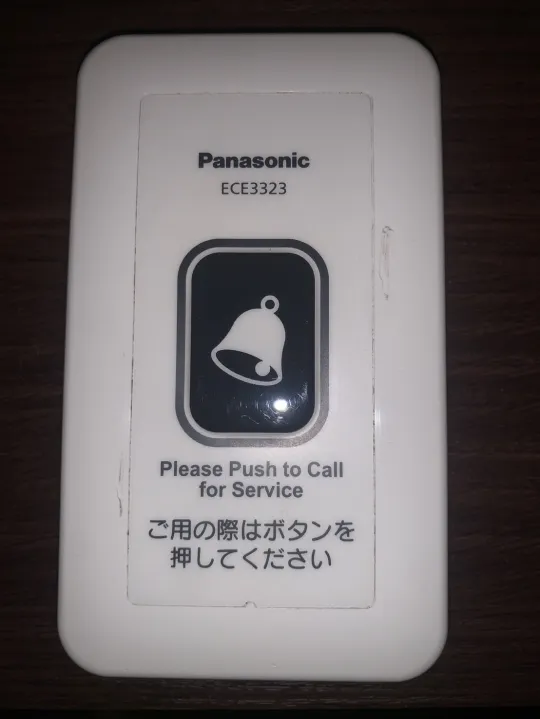 Panasonic
ECE3323
Please Push to Call
for Service
ご用の際はボタンを
押してください